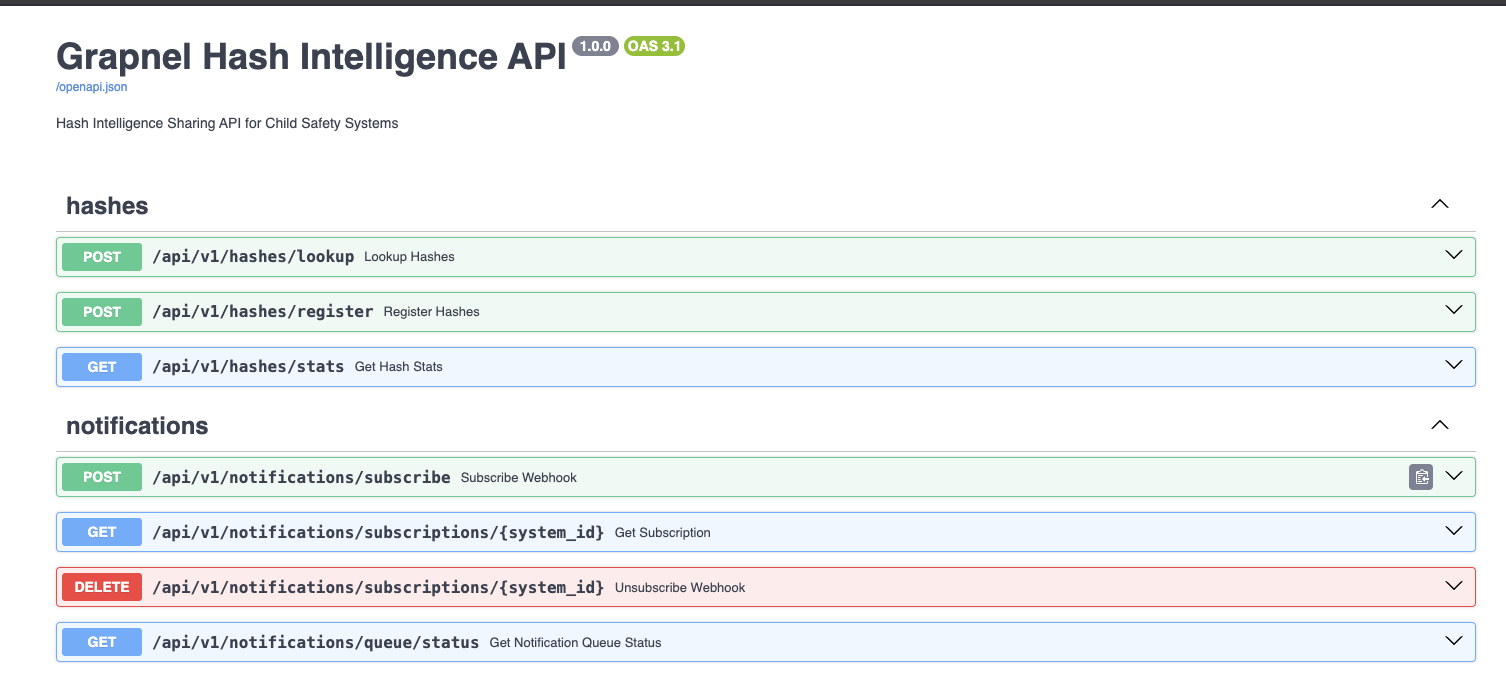 Grapnel Hash Intelligence API 1.0.0 OAS 3.1
/openapi.json
Hash Intelligence Sharing API for Child Safety Systems
hashes
POST /api/v1/hashes/lookup Lookup Hashes
POST /api/v1/hashes/register Register Hashes
GET /api/v1/hashes/stats Get Hash Stats
notifications
POST /api/v1/notifications/subscribe Subscribe Webhook
GET /api/v1/notifications/subscriptions/{system_id} Get Subscription
DELETE /api/v1/notifications/subscriptions/{system_id} Unsubscribe Webhook
GET /api/v1/notifications/queue/status Get Notification Queue Status